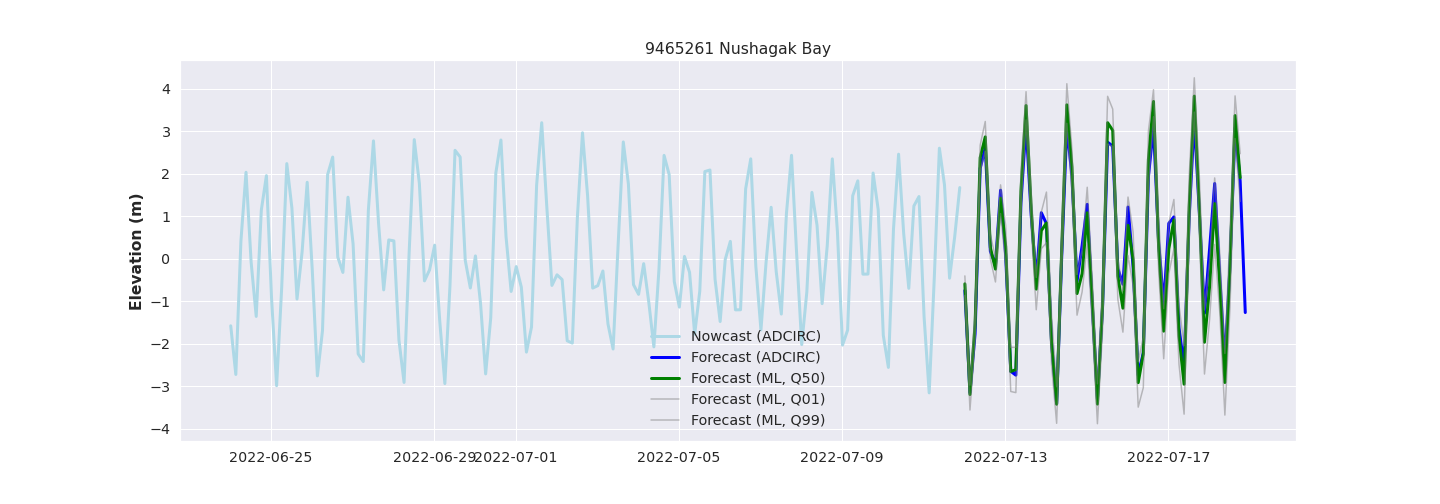 9465261 Nushagak Bay
Elevation (m)
4
3
2
1
0
−1
−2
−3
−4
Nowcast (ADCIRC)
Forecast (ADCIRC)
Forecast (ML, Q50)
Forecast (ML, Q01)
Forecast (ML, Q99)
2022-06-25 2022-06-29 2022-07-01 2022-07-05 2022-07-09 2022-07-13 2022-07-17